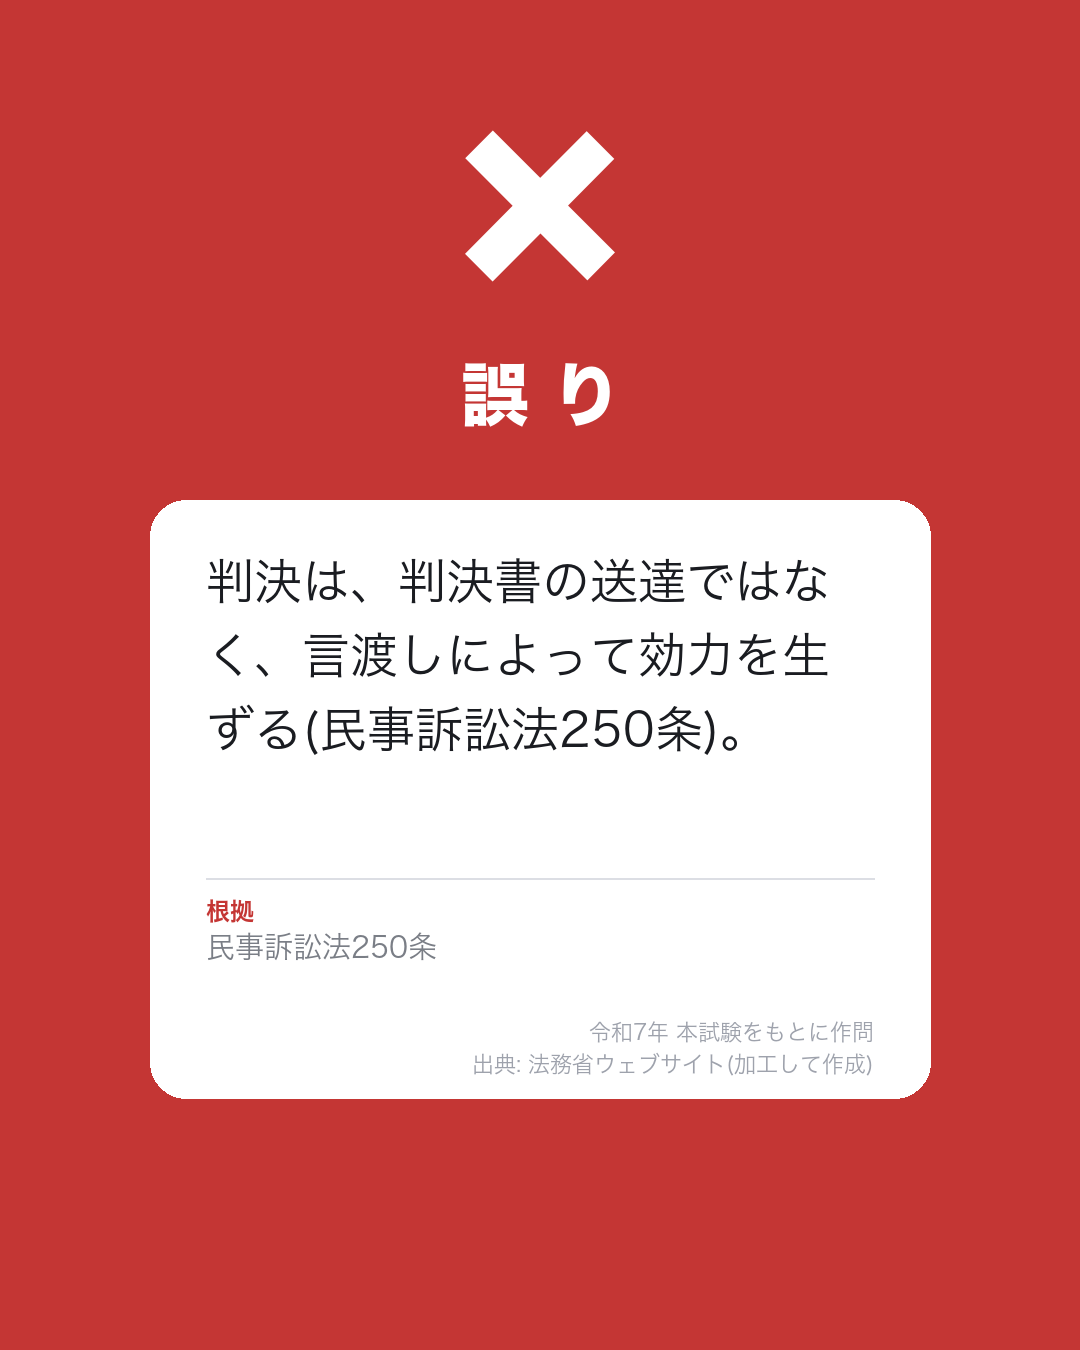 誤り
判決は、判決書の送達ではな
く、言渡しによって効力を生
ずる(民事訴訟法250条)。
根拠
民事訴訟法250条
令和7年 本試験をもとに作問
出典: 法務省ウェブサイト(加工して作成)